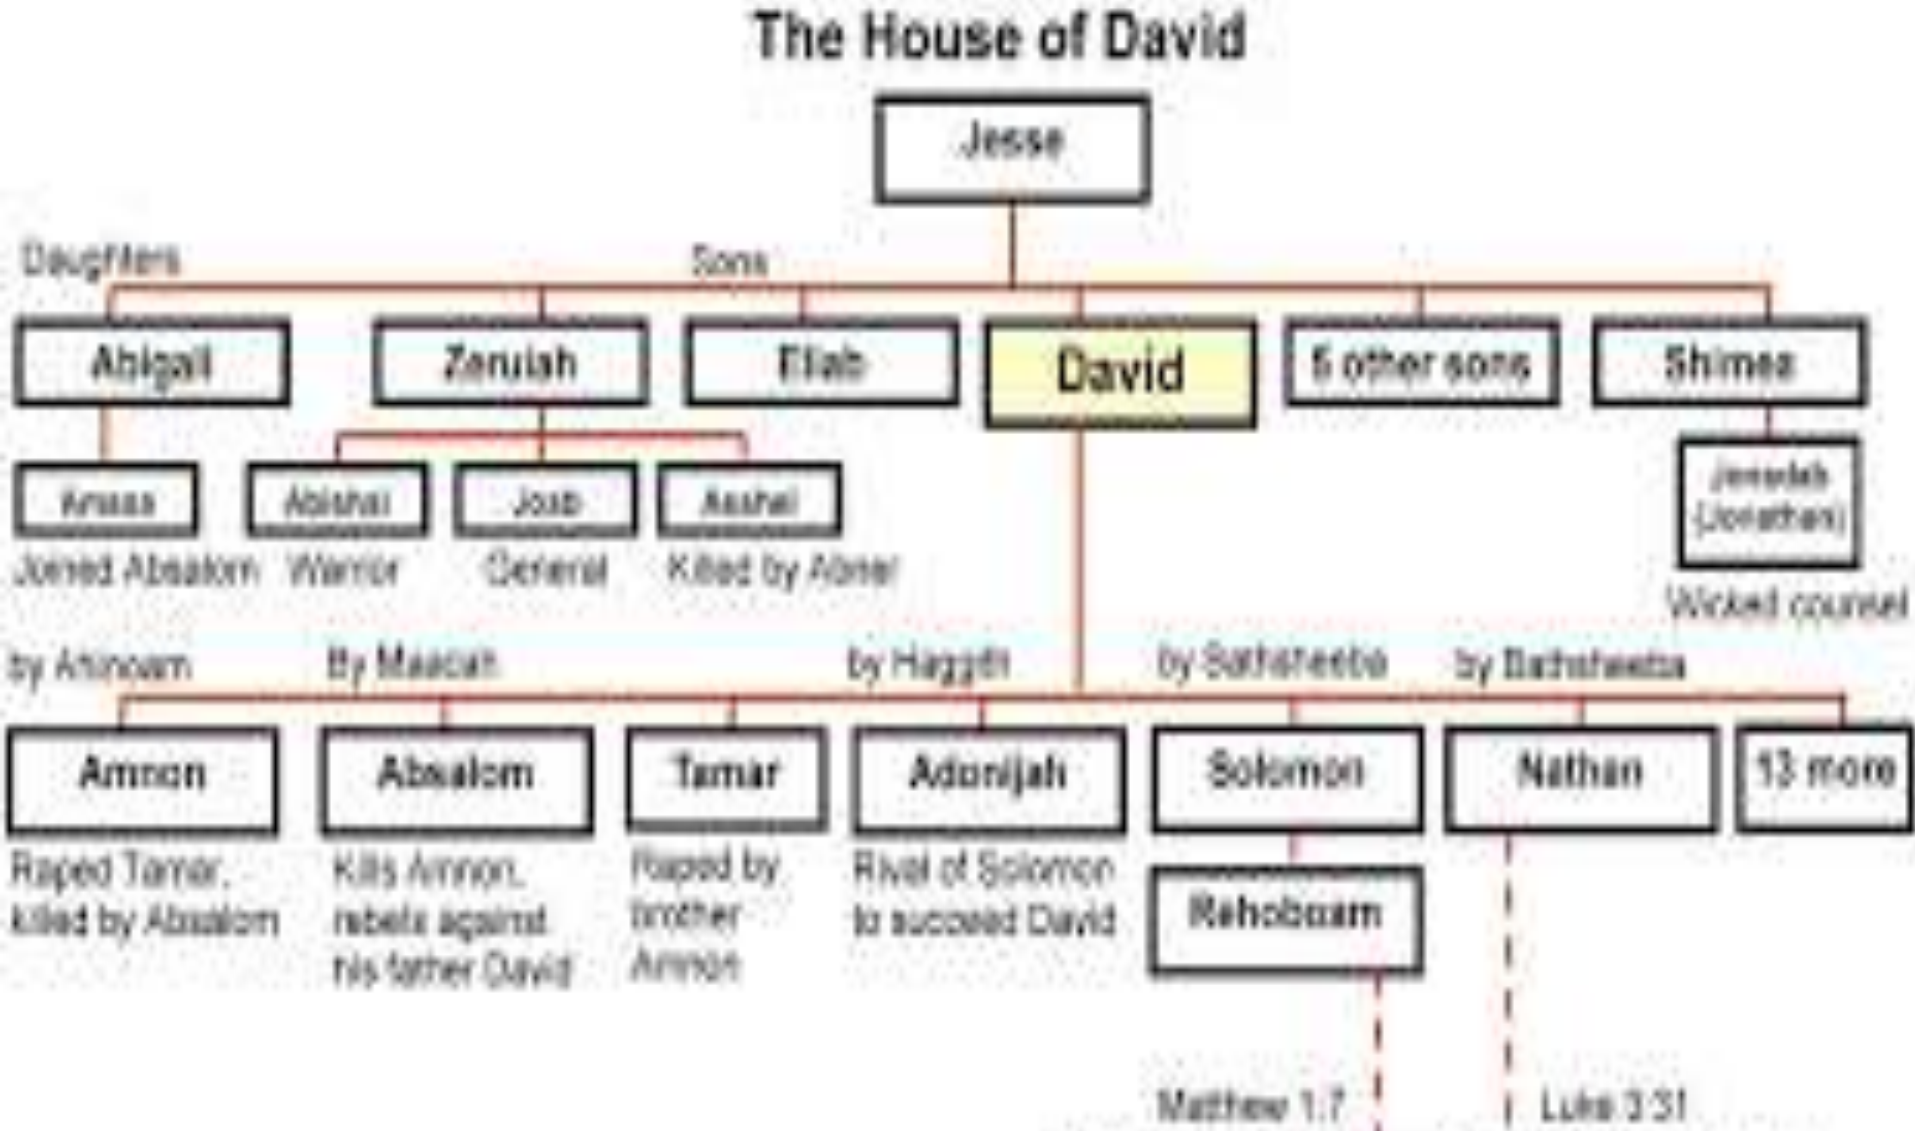 The House of David
Jesse
Daughters
Sons
Abigail
Zeruiah
Eliab
David
other sons
Shimea
Amasa
Abishai
Joab
Asahel
(Jonathan)
Joined Absalom
Warrior
General
Killed by Abner
Wicked counsel
by Ahinoam
By Maacah
by Haggith
by Bathsheeba
by Bathsheeba
Amnon
Absalom
Tamar
Adonijah
Solomon
Nathan
13 more
Raped Tamar,
killed by Absalom
Kills Amnon,
rebels against
his father David
Raped by
brother
Amnon
Rival of Solomon
to succeed David
Rehoboam
Matthew 1:7
Luke 3:31